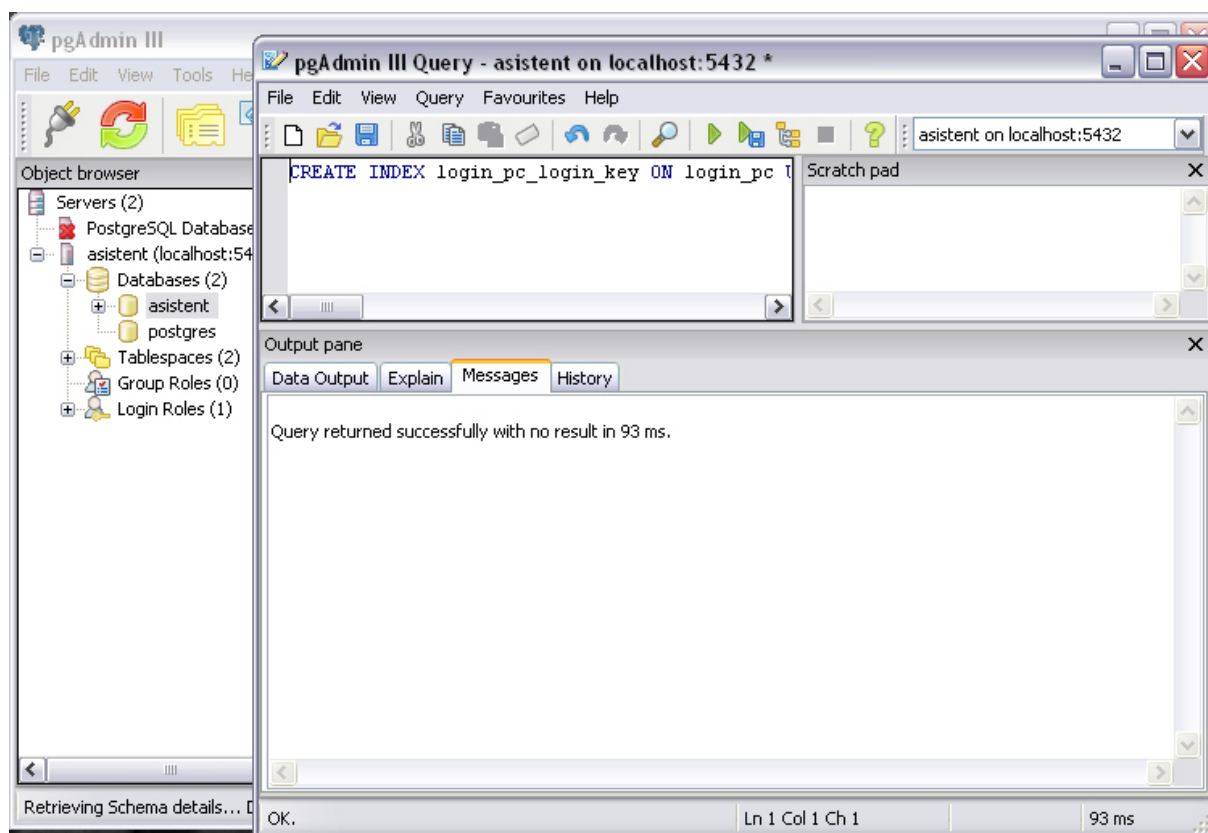 pgAdmin III
File Edit View Tools
Object browser
Servers (2)
PostgreSQL Database
asistent (localhost:54
Databases (2)
asistent
postgres
Tablespaces (2)
Group Roles (0)
Login Roles (1)
Retrieving Schema details...
pgAdmin III Query - asistent on localhost:5432 *
File Edit View Query Favourites Help
asistent on localhost:5432
CREATE INDEX login_pc_login_key ON login_pc
Scratch pad
Output pane
Data Output Explain Messages History
Query returned successfully with no result in 93 ms.
OK. Ln 1 Col 1 Ch 1 93 ms